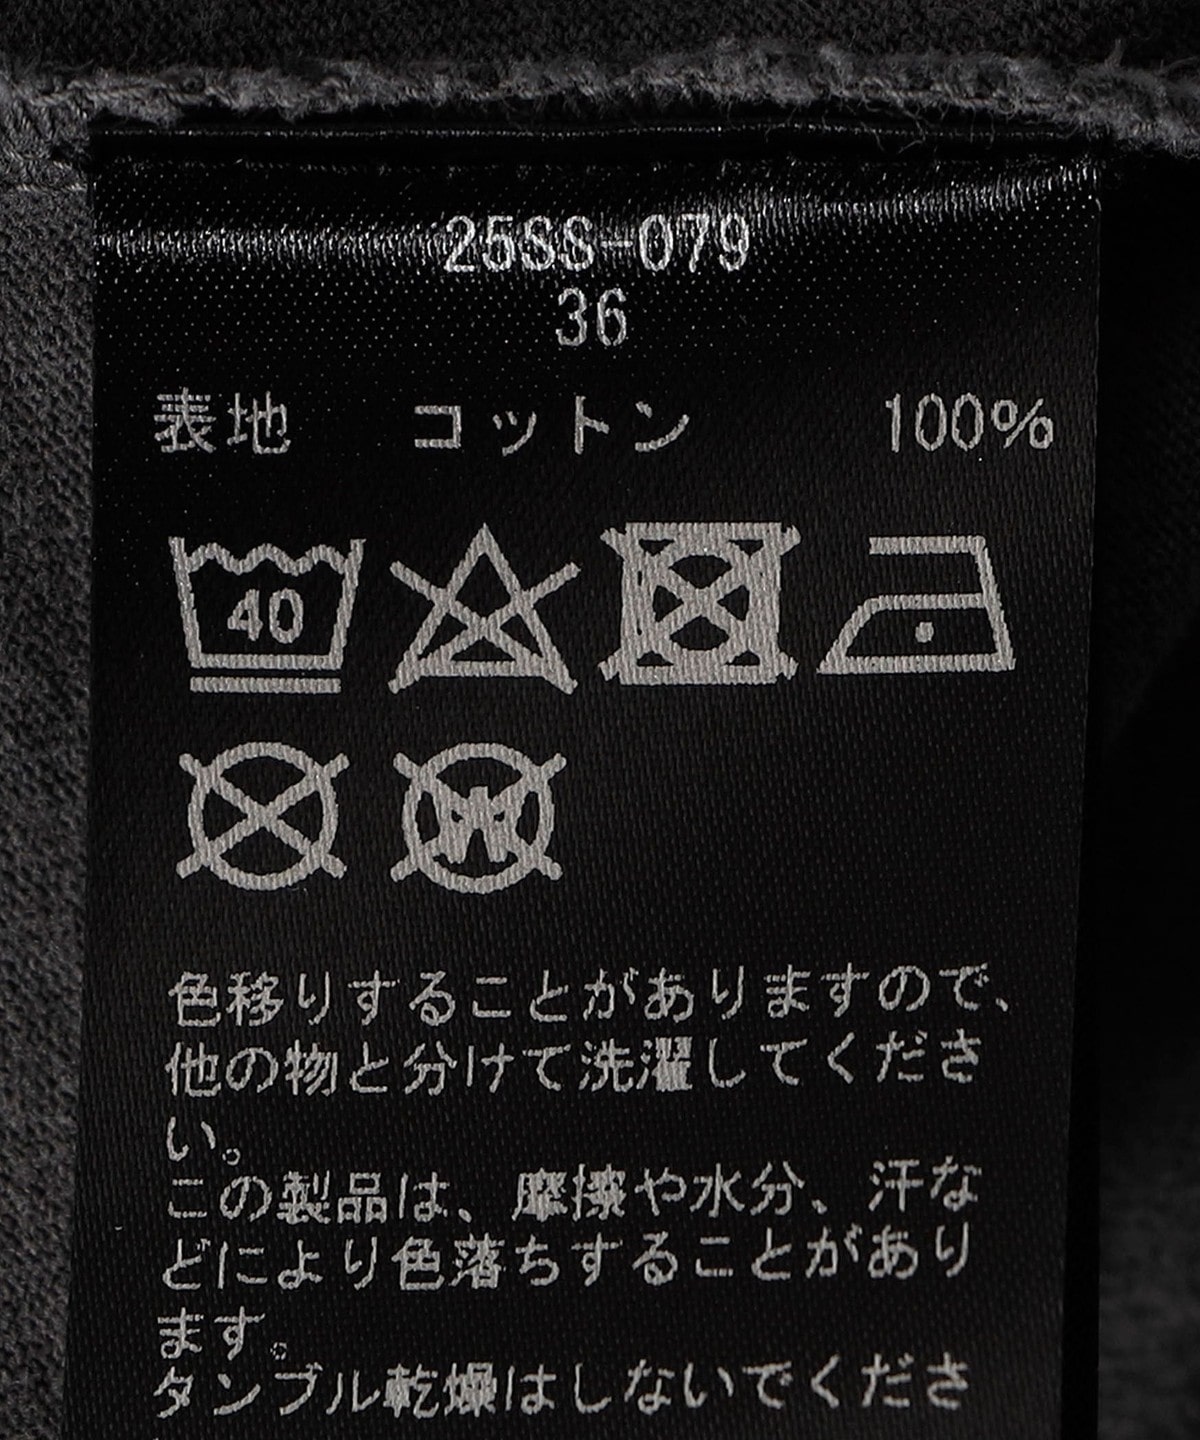 25SS-079
36
表地 コットン 100%
40
W
色移りすることがありますので、
他の物と分けて洗濯してくださ
い。
この製品は、摩擦や水分、汗な
どにより色落ちすることがあり
ます。
タンブル乾燥はしないでくださ